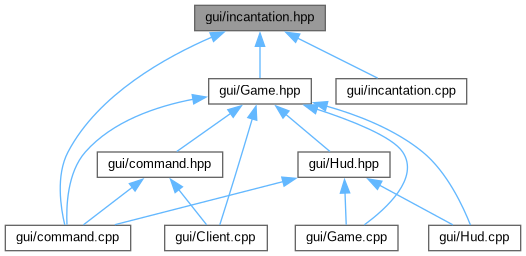 gui/incantation.hpp
gui/Game.hpp
gui/incantation.cpp
gui/command.hpp
gui/Hud.hpp
gui/command.cpp
gui/Client.cpp
gui/Game.cpp
gui/Hud.cpp